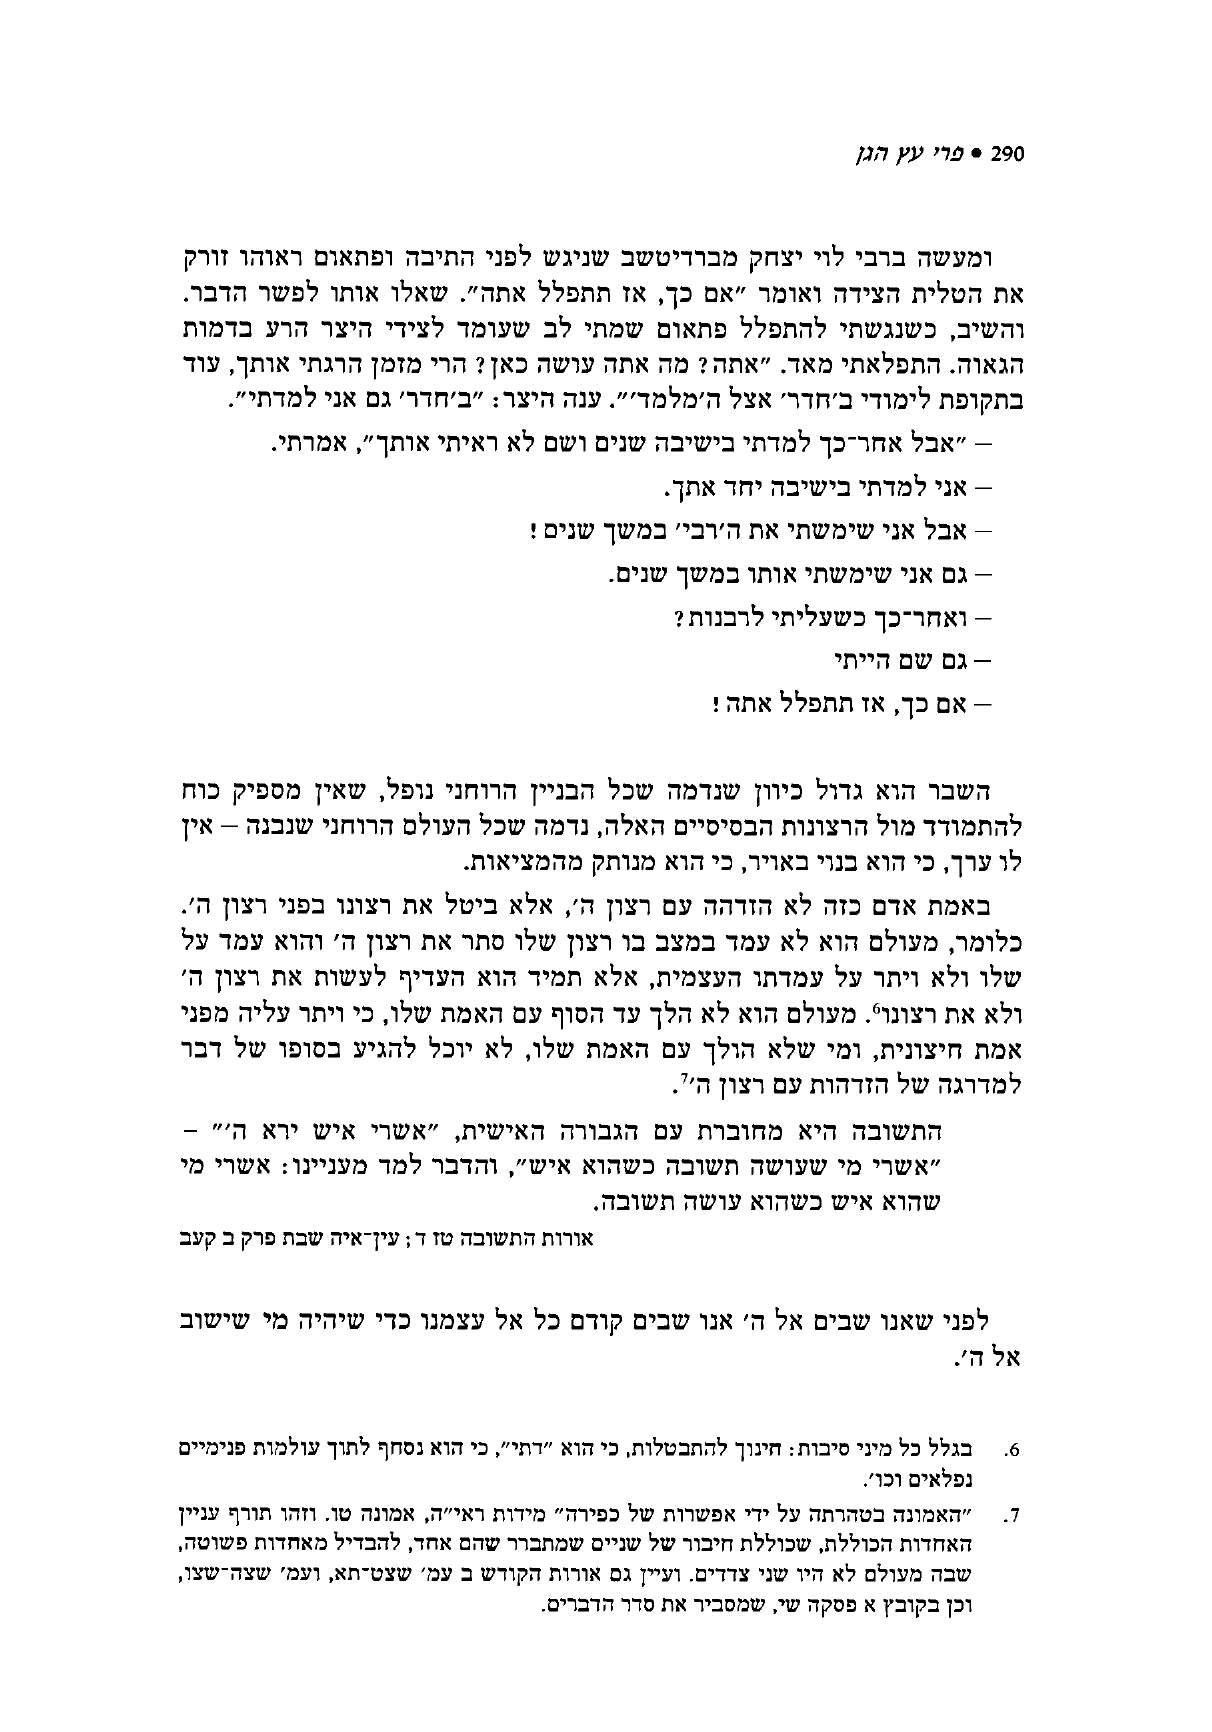 290 • פרי עץ הגן
ומעשה ברבי לוי יצחק מברדיטשב שניגש לפני התיבה ופתאום ראוהו זורק
את הטלית הצידה ואומר ״אם כך, אז תתפלל אתה״. שאלו אותו לפשר הדבר.
והשיב, כשנגשתי להתפלל פתאום שמתי לב שעומד לצידי היצר הרע בדמות
הגאוה. התפלאתי מאד. ״אתה? מה אתה עושה כאן? הרי מזמן הרגתי אותך, עוד
בתקופת לימודי ב׳חדר׳ אצל ה׳מלמד׳״. ענה היצר: ״ב׳חדר׳ גם אני למדתי״.
– ״אבל אחר־כך למדתי בישיבה שנים ושם לא ראיתי אותך״, אמרתי.
– אני למדתי בישיבה יחד אתך.
– אבל אני שימשתי את ה׳רבי׳ במשך שנים!
– גם אני שימשתי אותו במשך שנים.
– ואחר־כך כשעליתי לרבנות?
– גם שם הייתי
– אם כך, אז תתפלל אתה!
השבר הוא גדול כיוון שנדמה שכל הבניין הרוחני נופל, שאין מספיק כוח
להתמודד מול הרצונות הבסיסיים האלה, נדמה שכל העולם הרוחני שנבנה – אין
לו ערך, כי הוא בנוי באויר, כי הוא מנותק מהמציאות.
באמת אדם כזה לא הזדהה עם רצון ה׳, אלא ביטל את רצונו בפני רצון ה׳.
כלומר, מעולם הוא לא עמד במצב בו רצון שלו סתר את רצון ה׳ והוא עמד על
שלו ולא ויתר על עמדתו העצמית, אלא תמיד הוא העדיף לעשות את רצון ה׳
ולא את רצונו⁶. מעולם הוא לא הלך עד הסוף עם האמת שלו, כי ויתר עליה מפני
אמת חיצונית, ומי שלא הולך עם האמת שלו, לא יוכל להגיע בסופו של דבר
למדרגה של הזדהות עם רצון ה׳⁷.
התשובה היא מחוברת עם הגבורה האישית, ״אשרי איש ירא ה׳״ –
״אשרי מי שעושה תשובה כשהוא איש״, והדבר למד מעניינו: אשרי מי
שהוא איש כשהוא עושה תשובה.
אורות התשובה טז ד; עין־איה שבת פרק ב קעב
לפני שאנו שבים אל ה׳ אנו שבים קודם כל אל עצמנו כדי שיהיה מי שישוב
אל ה׳.
6. בגלל כל מיני סיבות: חינוך להתבטלות, כי הוא ״דתי״, כי הוא נסחף לתוך עולמות פנימיים
נפלאים וכו׳.
7. ״האמונה בטהרתה על ידי אפשרות של כפירה״ מידות ראי״ה, אמונה טו. וזהו תורף עניין
האחדות הכוללת, שכוללת חיבור של שניים שמתברר שהם אחד, להבדיל מאחדות פשוטה,
שבה מעולם לא היו שני צדדים. ועיין גם אורות הקודש ב עמ׳ שצט־תא, ועמ׳ שצה־שצו,
וכן בקובץ א פסקה שי, שמסביר את סדר הדברים.